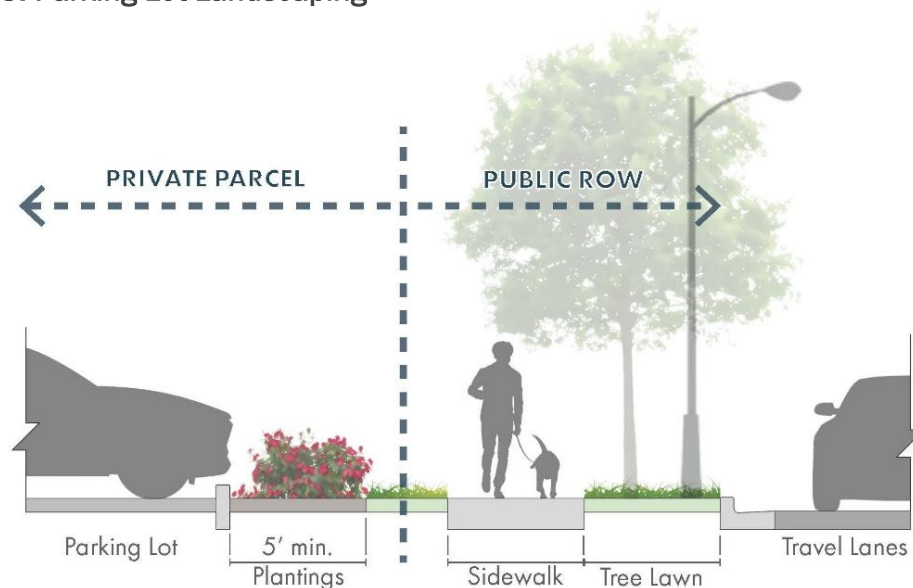 Parking Lot Landscaping
PRIVATE PARCEL
PUBLIC ROW
Parking Lot
5' min.
Plantings
Sidewalk
Tree Lawn
Travel Lanes